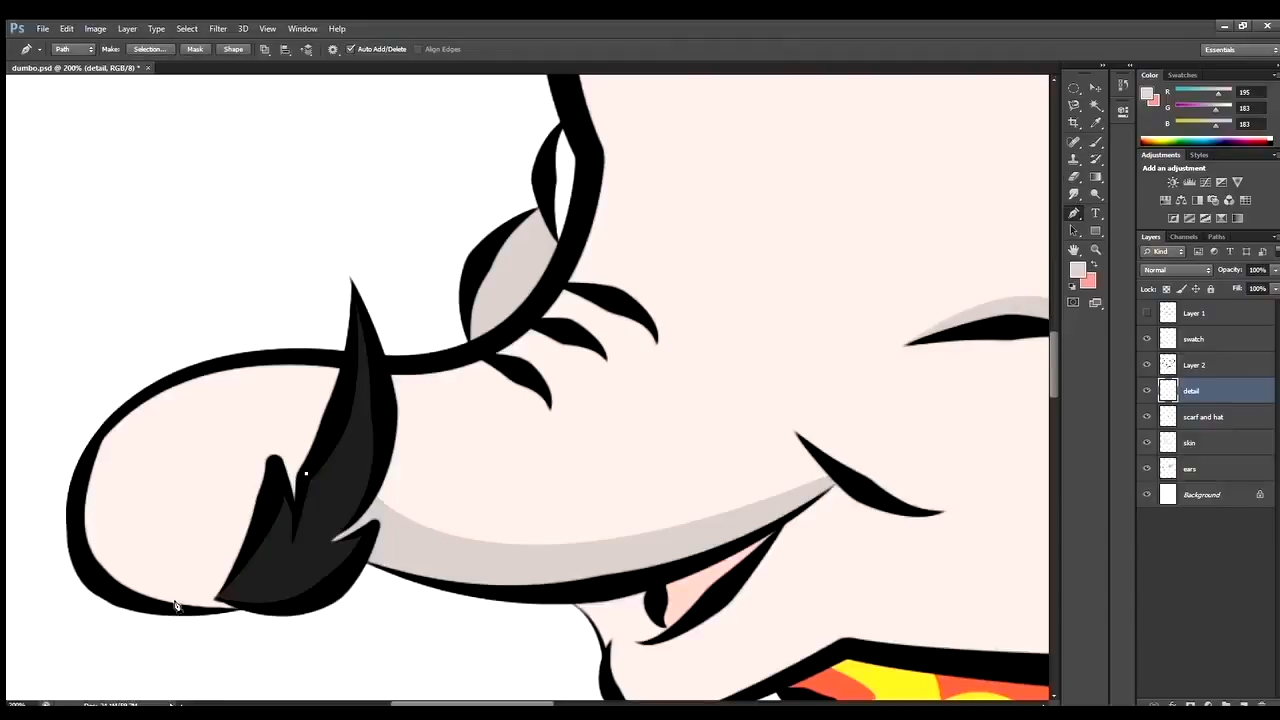 Ps File Edit Image Layer Type Select Filter 3D View Window Help
Path Make: Selection... Mask Shape Auto Add/Delete Align Edges Essentials
dumbo.psd @ 200% (detail, RGB/8) * ×
Color Swatches
R 195
G 183
B 183
Adjustments Styles
Add an adjustment
Layers Channels Paths
Kind
Normal Opacity: 100%
Lock: Fill: 100%
Layer 1
swatch
Layer 2
detail
scarf and hat
skin
ears
Background
200%